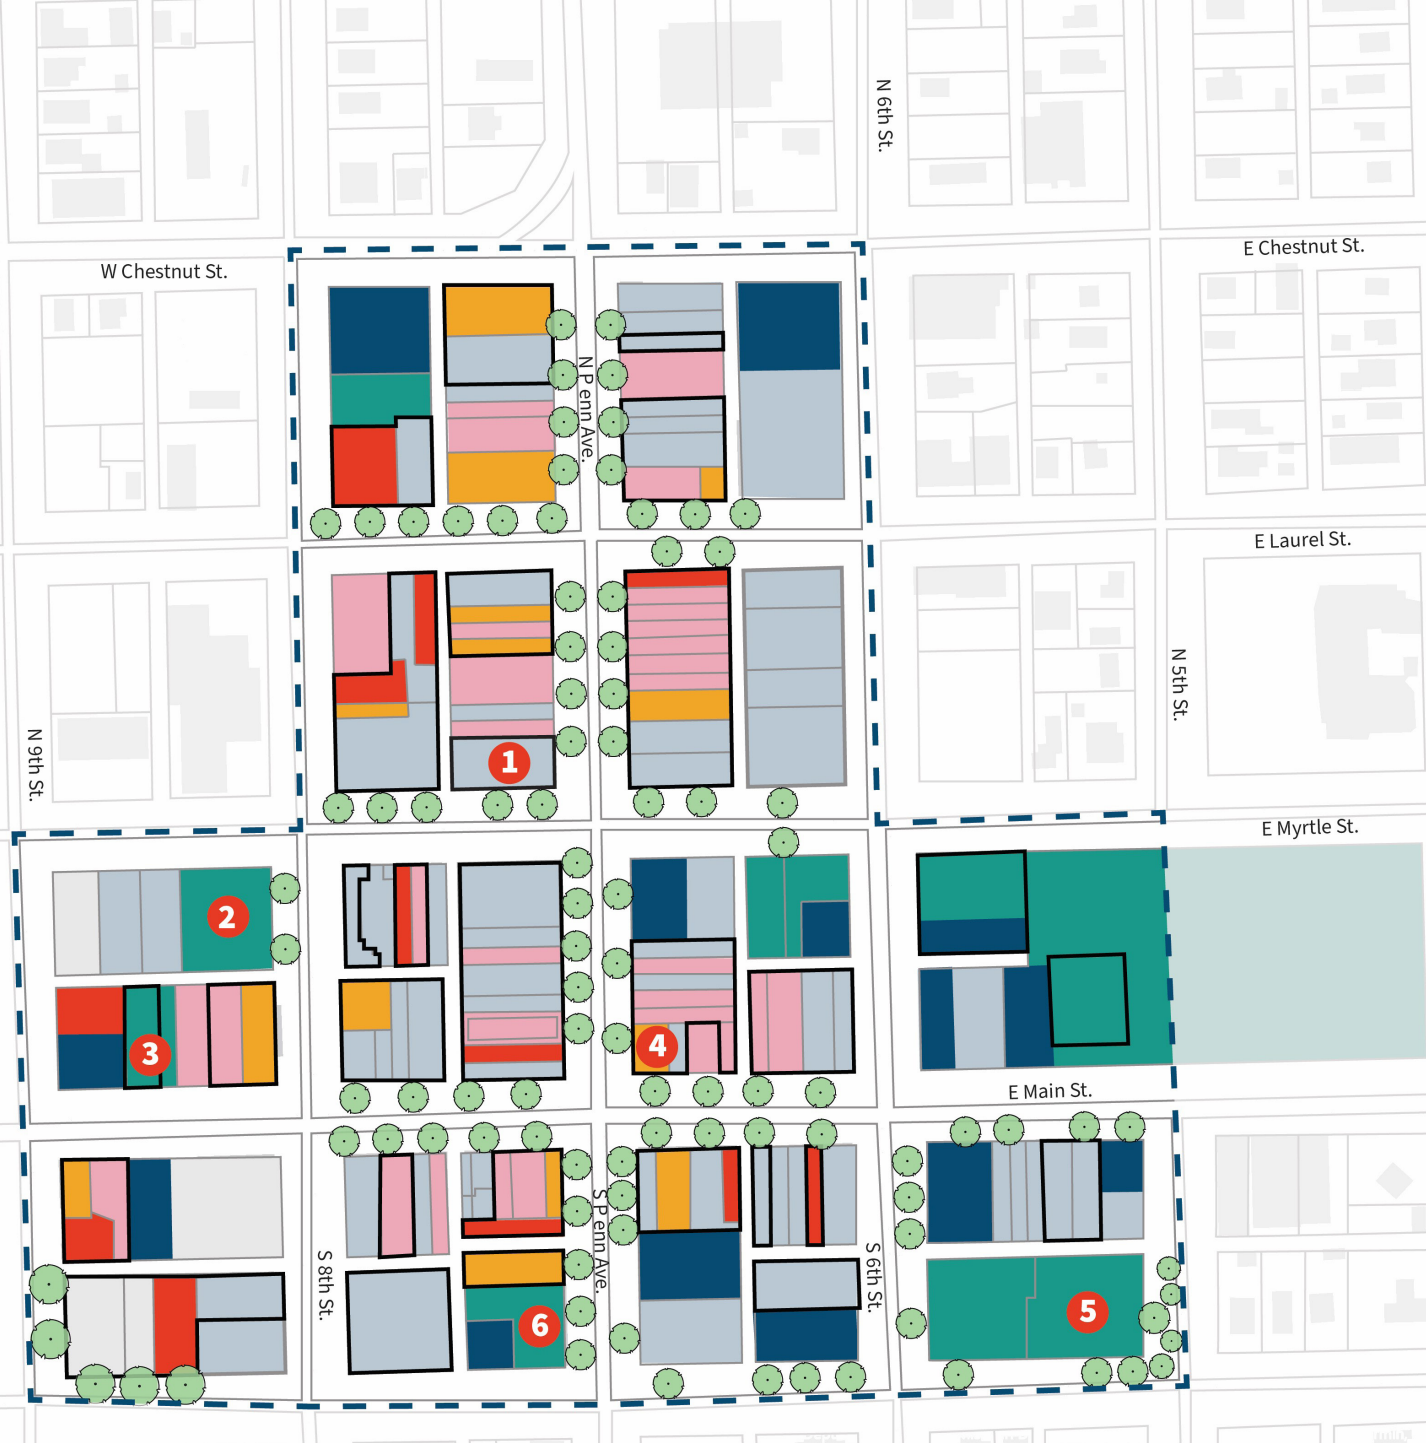 N 6th St.
E Chestnut St.
W Chestnut St.
N Penn Ave.
E Laurel St.
N 5th St.
N 9th St.
1
E Myrtle St.
2
3
4
E Main St.
S Penn Ave.
S 8th St.
S 6th St.
5
6